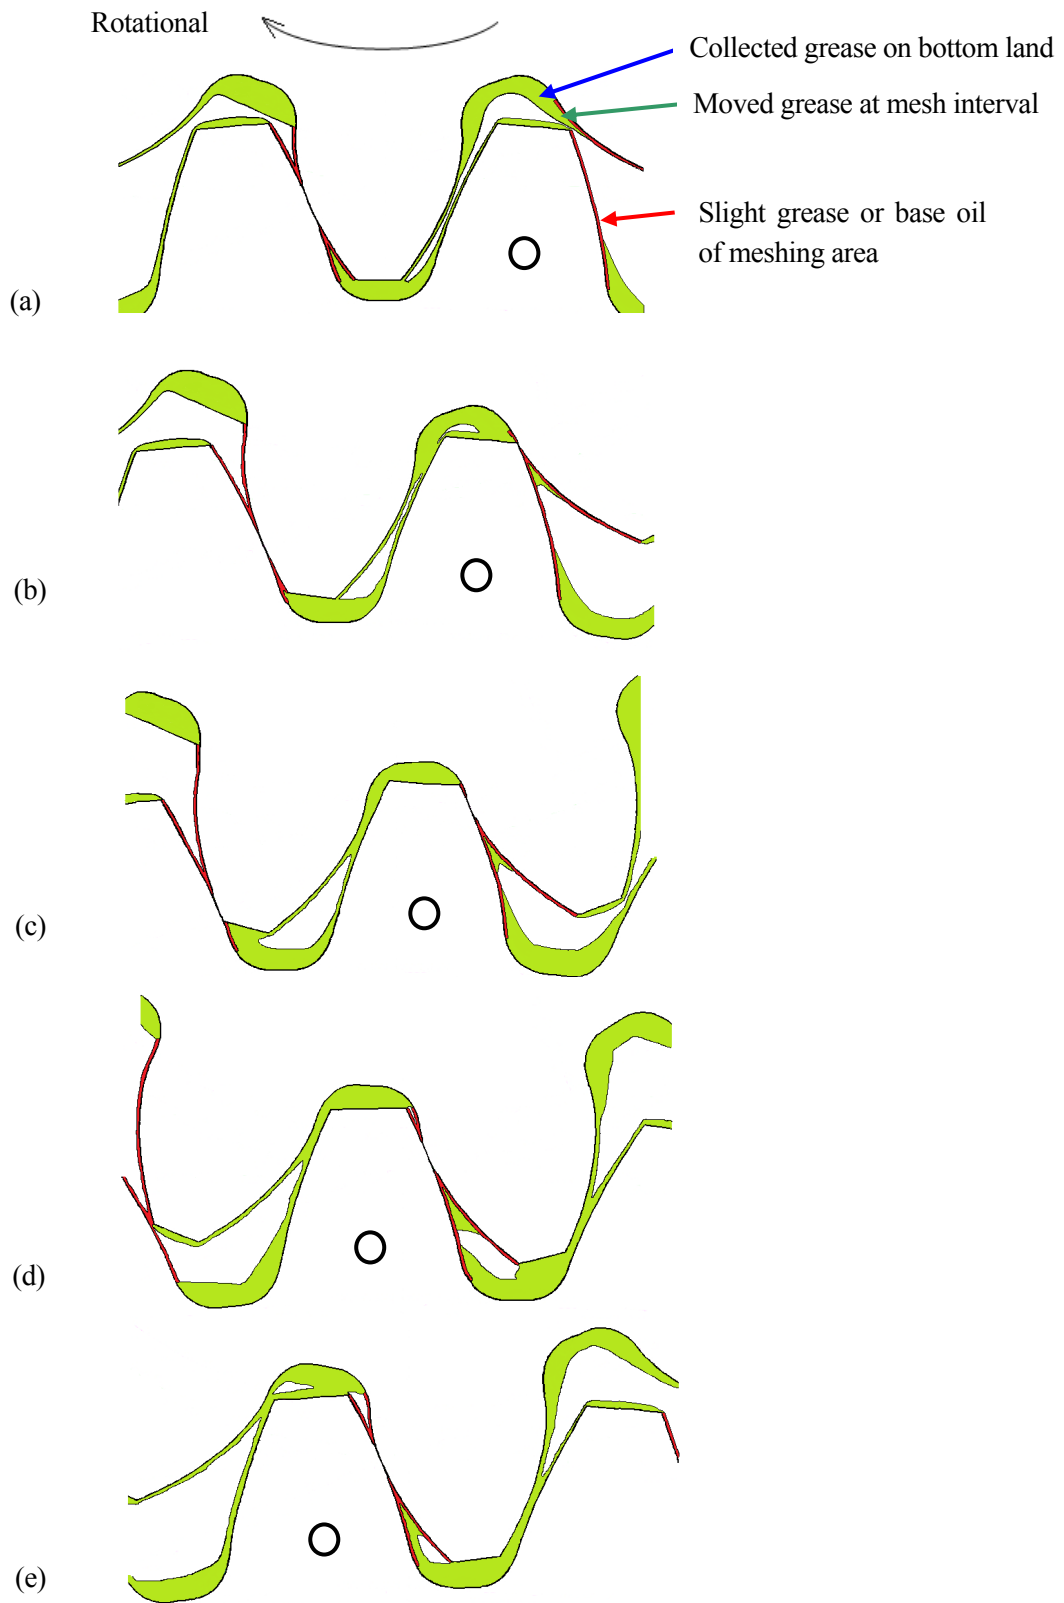 Rotational
Collected grease on bottom land
Moved grease at mesh interval
Slight grease or base oil
of meshing area
(a)
(b)
(c)
(d)
(e)